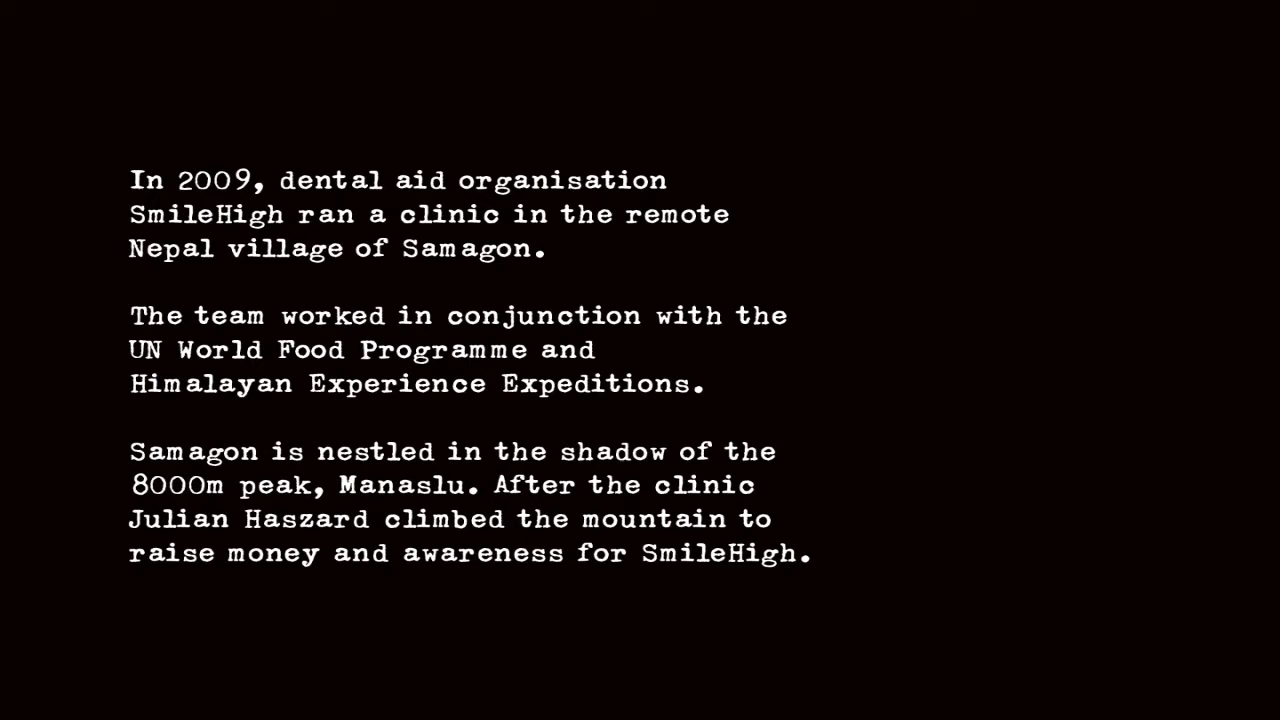 In 2009, dental aid organisation
SmileHigh ran a clinic in the remote
Nepal village of Samagon.
The team worked in conjunction with the
UN World Food Programme and
Himalayan Experience Expeditions.
Samagon is nestled in the shadow of the
8000m peak, Manaslu. After the clinic
Julian Haszard climbed the mountain to
raise money and awareness for SmileHigh.